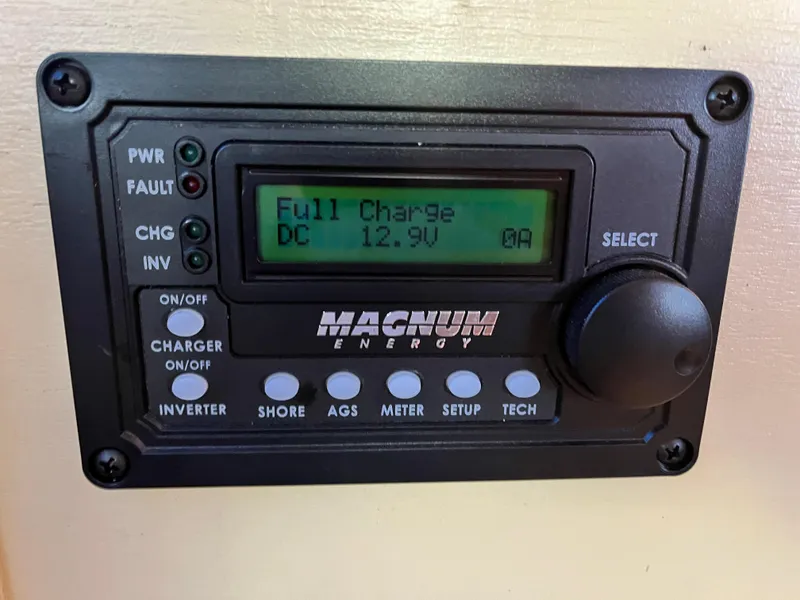 PWR
FAULT
CHG
INV
Full Charge
DC 12.9V 0A
SELECT
ON/OFF
CHARGER
ON/OFF
INVERTER
MAGNUM
ENERGY
SHORE
AGS
METER
SETUP
TECH